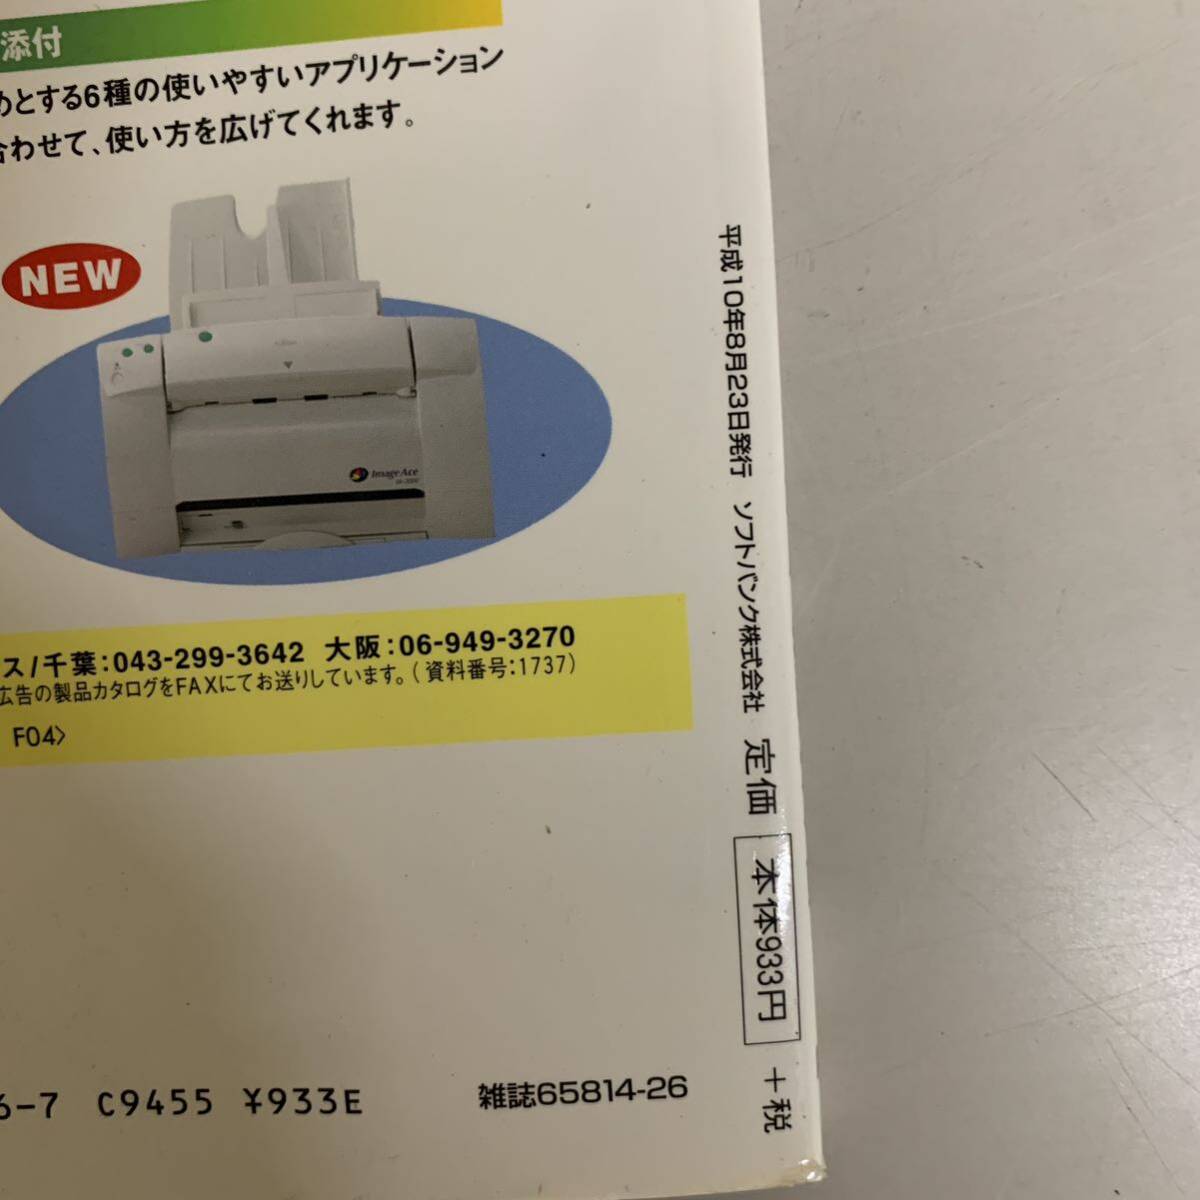 添付
めとする6種の使いやすいアプリケーション
合わせて、使い方を広げてくれます。
NEW
ImageAce
ス/千葉:043-299-3642 大阪:06-949-3270
広告の製品カタログをFAXにてお送りしています。(資料番号:1737)
F04〉
平成10年8月23日発行 ソフトバンク株式会社 定価 本体933円 +税
6-7 C9455 ¥933E
雑誌65814-26